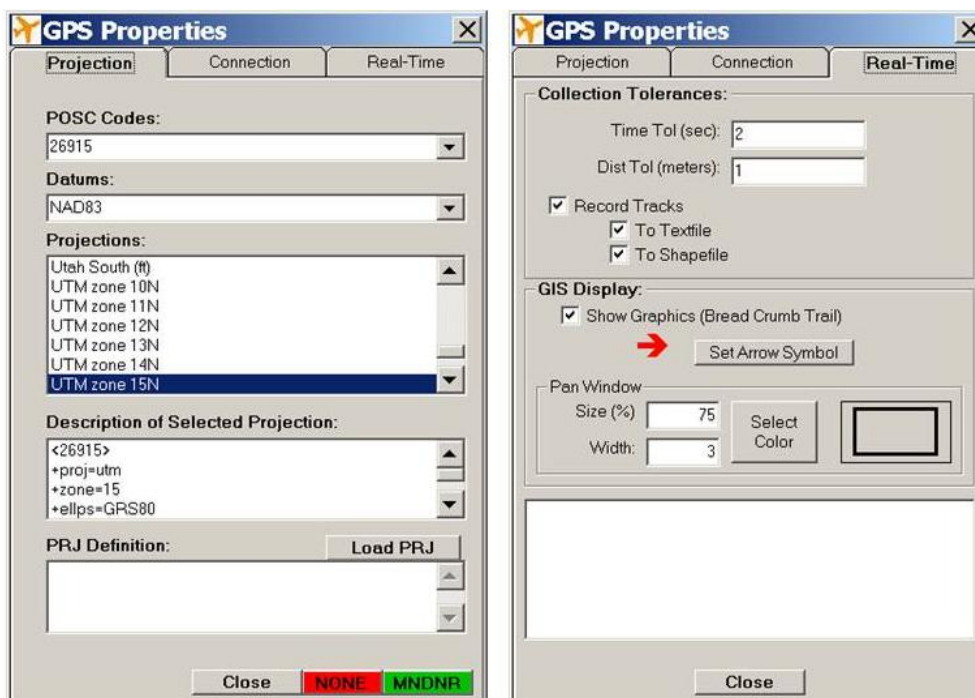 GPS Properties
Projection Connection Real-Time
POSC Codes:
26915
Datums:
NAD83
Projections:
Utah South (ft)
UTM zone 10N
UTM zone 11N
UTM zone 12N
UTM zone 13N
UTM zone 14N
UTM zone 15N
Description of Selected Projection:
<26915>
+proj=utm
+zone=15
+ellps=GRS80
PRJ Definition: Load PRJ
Close NONE MNDNR
GPS Properties
Projection Connection Real-Time
Collection Tolerances:
Time Tol (sec): 2
Dist Tol (meters): 1
Record Tracks
To Textfile
To Shapefile
GIS Display:
Show Graphics (Bread Crumb Trail)
Set Arrow Symbol
Pan Window
Size (%) 75
Width: 3
Select
Color
Close